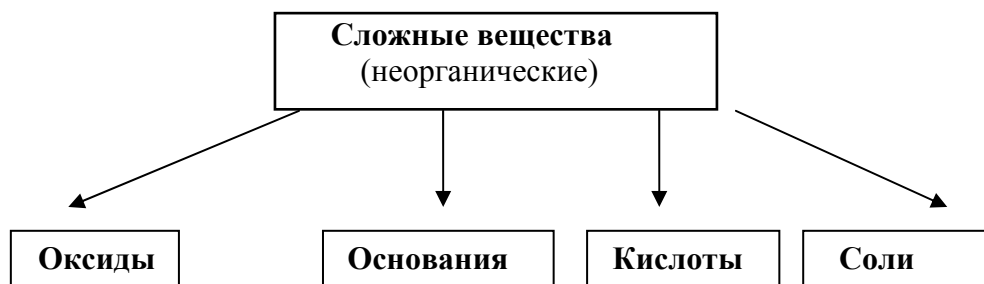 Сложные вещества
(неорганические)
Оксиды
Основания
Кислоты
Соли